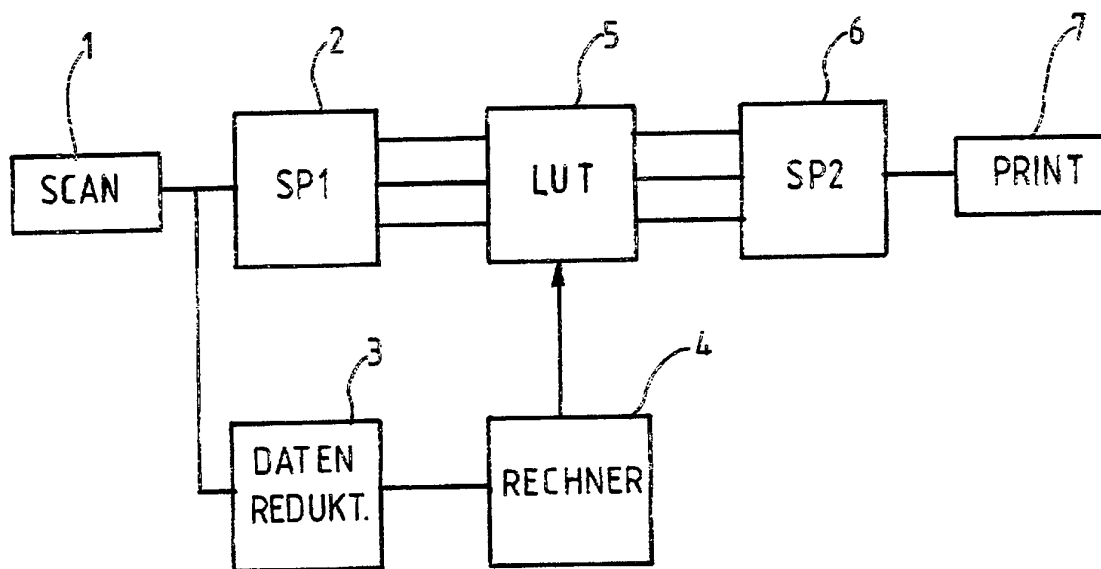 1
2
5
6
7
SCAN
SP1
LUT
SP2
PRINT
3
4
DATEN
REDUKT.
RECHNER